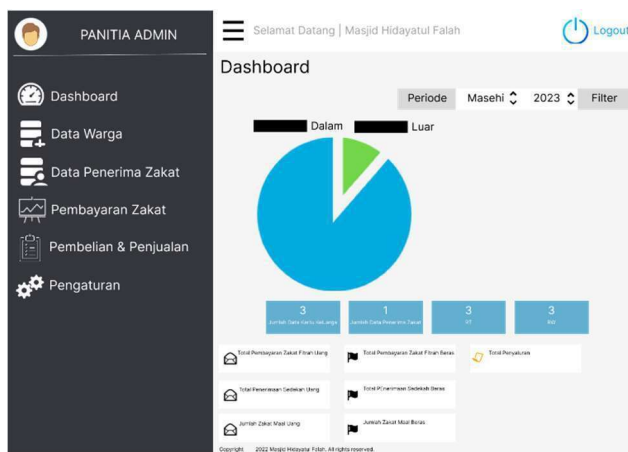 PANITIA ADMIN
Selamat Datang | Masjid Hidayatul Falah
Logout
Dashboard
Data Warga
Data Penerima Zakat
Pembayaran Zakat
Pembelian & Penjualan
Pengaturan
Dashboard
Periode Masehi 2023 Filter
Dalam Luar
3 1 3 3
Jumlah Data Kartu Keluarga Jumlah Data Penerima Zakat RT RW
Total Pembayaran Zakat Fitrah Uang Total Pembayaran Zakat Fitrah Beras Total Penyaluran
Total Penerimaan Sedekah Uang Total Penerimaan Sedekah Beras
Jumlah Zakat Maal Uang Jumlah Zakat Maal Beras
Copyright 2022 Masjid Hidayatul Falah. All rights reserved.